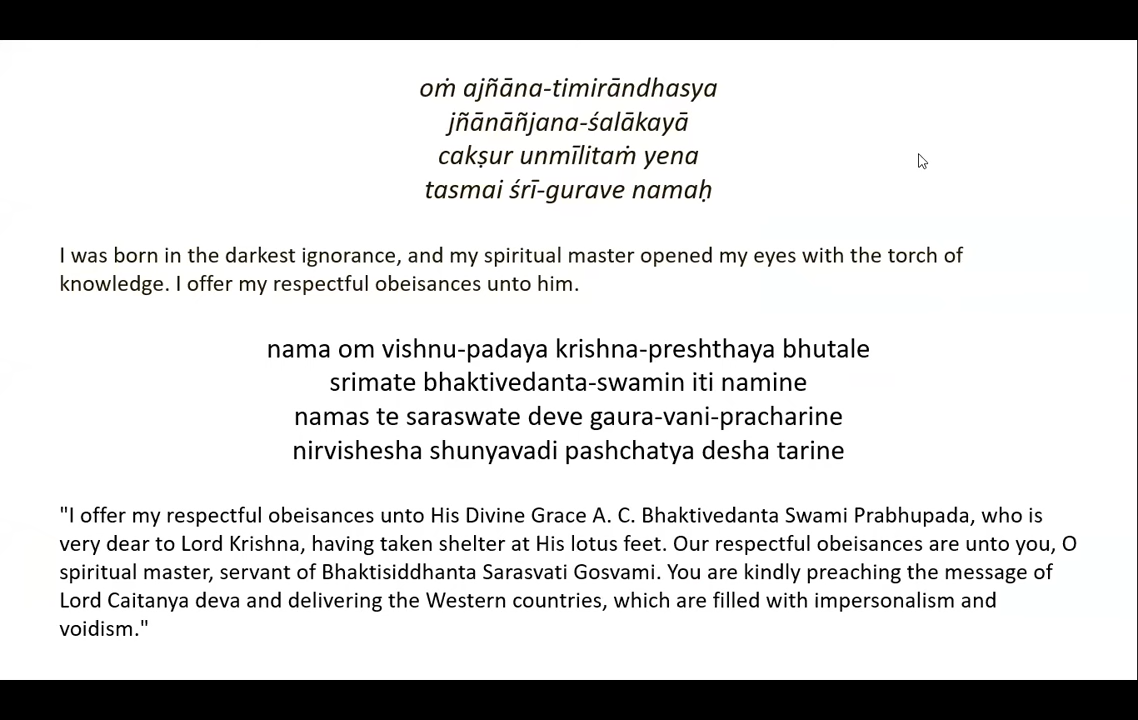 oṁ ajñāna-timirāndhasya
jñānāñjana-śalākayā
cakṣur unmīlitaṁ yena
tasmai śrī-gurave namaḥ
I was born in the darkest ignorance, and my spiritual master opened my eyes with the torch of
knowledge. I offer my respectful obeisances unto him.
nama om vishnu-padaya krishna-preshthaya bhutale
srimate bhaktivedanta-swamin iti namine
namas te saraswate deve gaura-vani-pracharine
nirvishesha shunyavadi pashchatya desha tarine
"I offer my respectful obeisances unto His Divine Grace A. C. Bhaktivedanta Swami Prabhupada, who is
very dear to Lord Krishna, having taken shelter at His lotus feet. Our respectful obeisances are unto you, O
spiritual master, servant of Bhaktisiddhanta Sarasvati Gosvami. You are kindly preaching the message of
Lord Caitanya deva and delivering the Western countries, which are filled with impersonalism and
voidism."